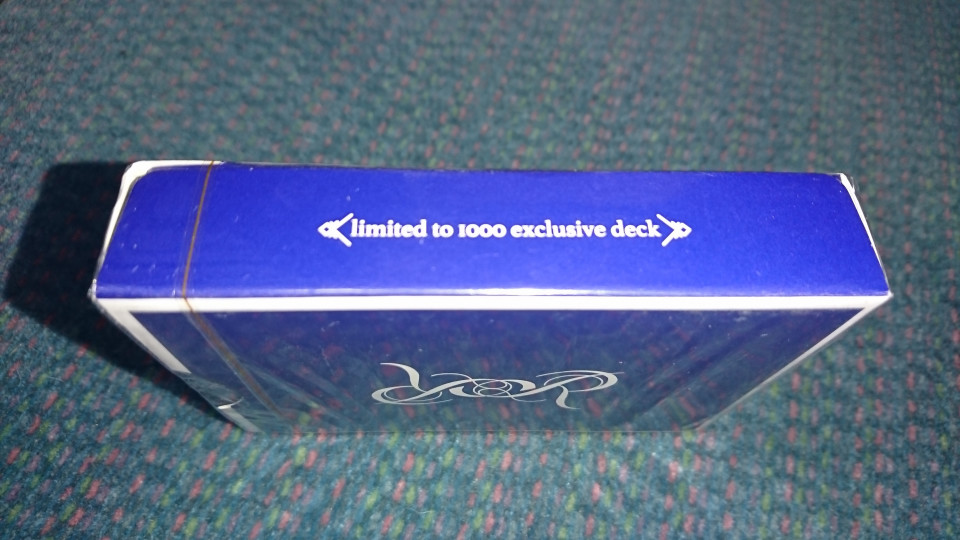 limited to 1000 exclusive deck